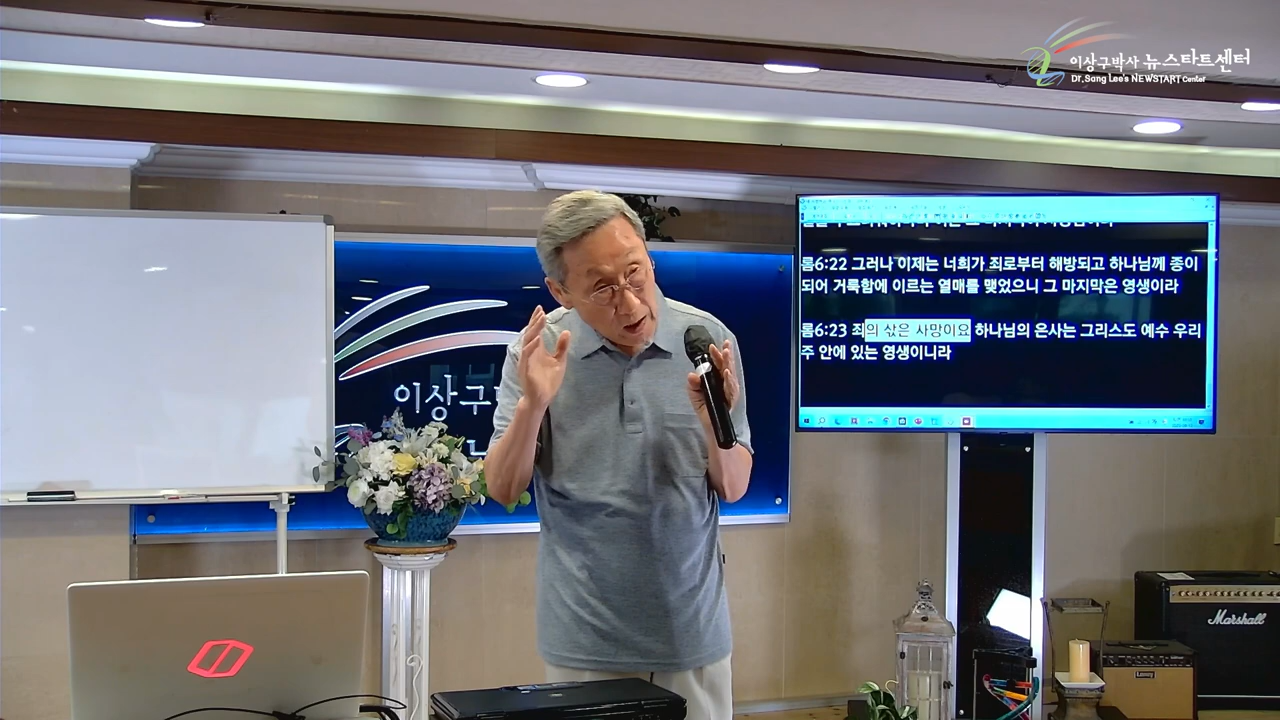 이상구박사 뉴스타트센터
Dr. Sang Lee's NEWSTART Center
롬6:22 그러나 이제는 너희가 죄로부터 해방되고 하나님께 종이
되어 거룩함에 이르는 열매를 맺었으니 그 마지막은 영생이라
롬6:23 죄의 삯은 사망이요 하나님의 은사는 그리스도 예수 우리
주 안에 있는 영생이니라
이상구
Marshall
Laney